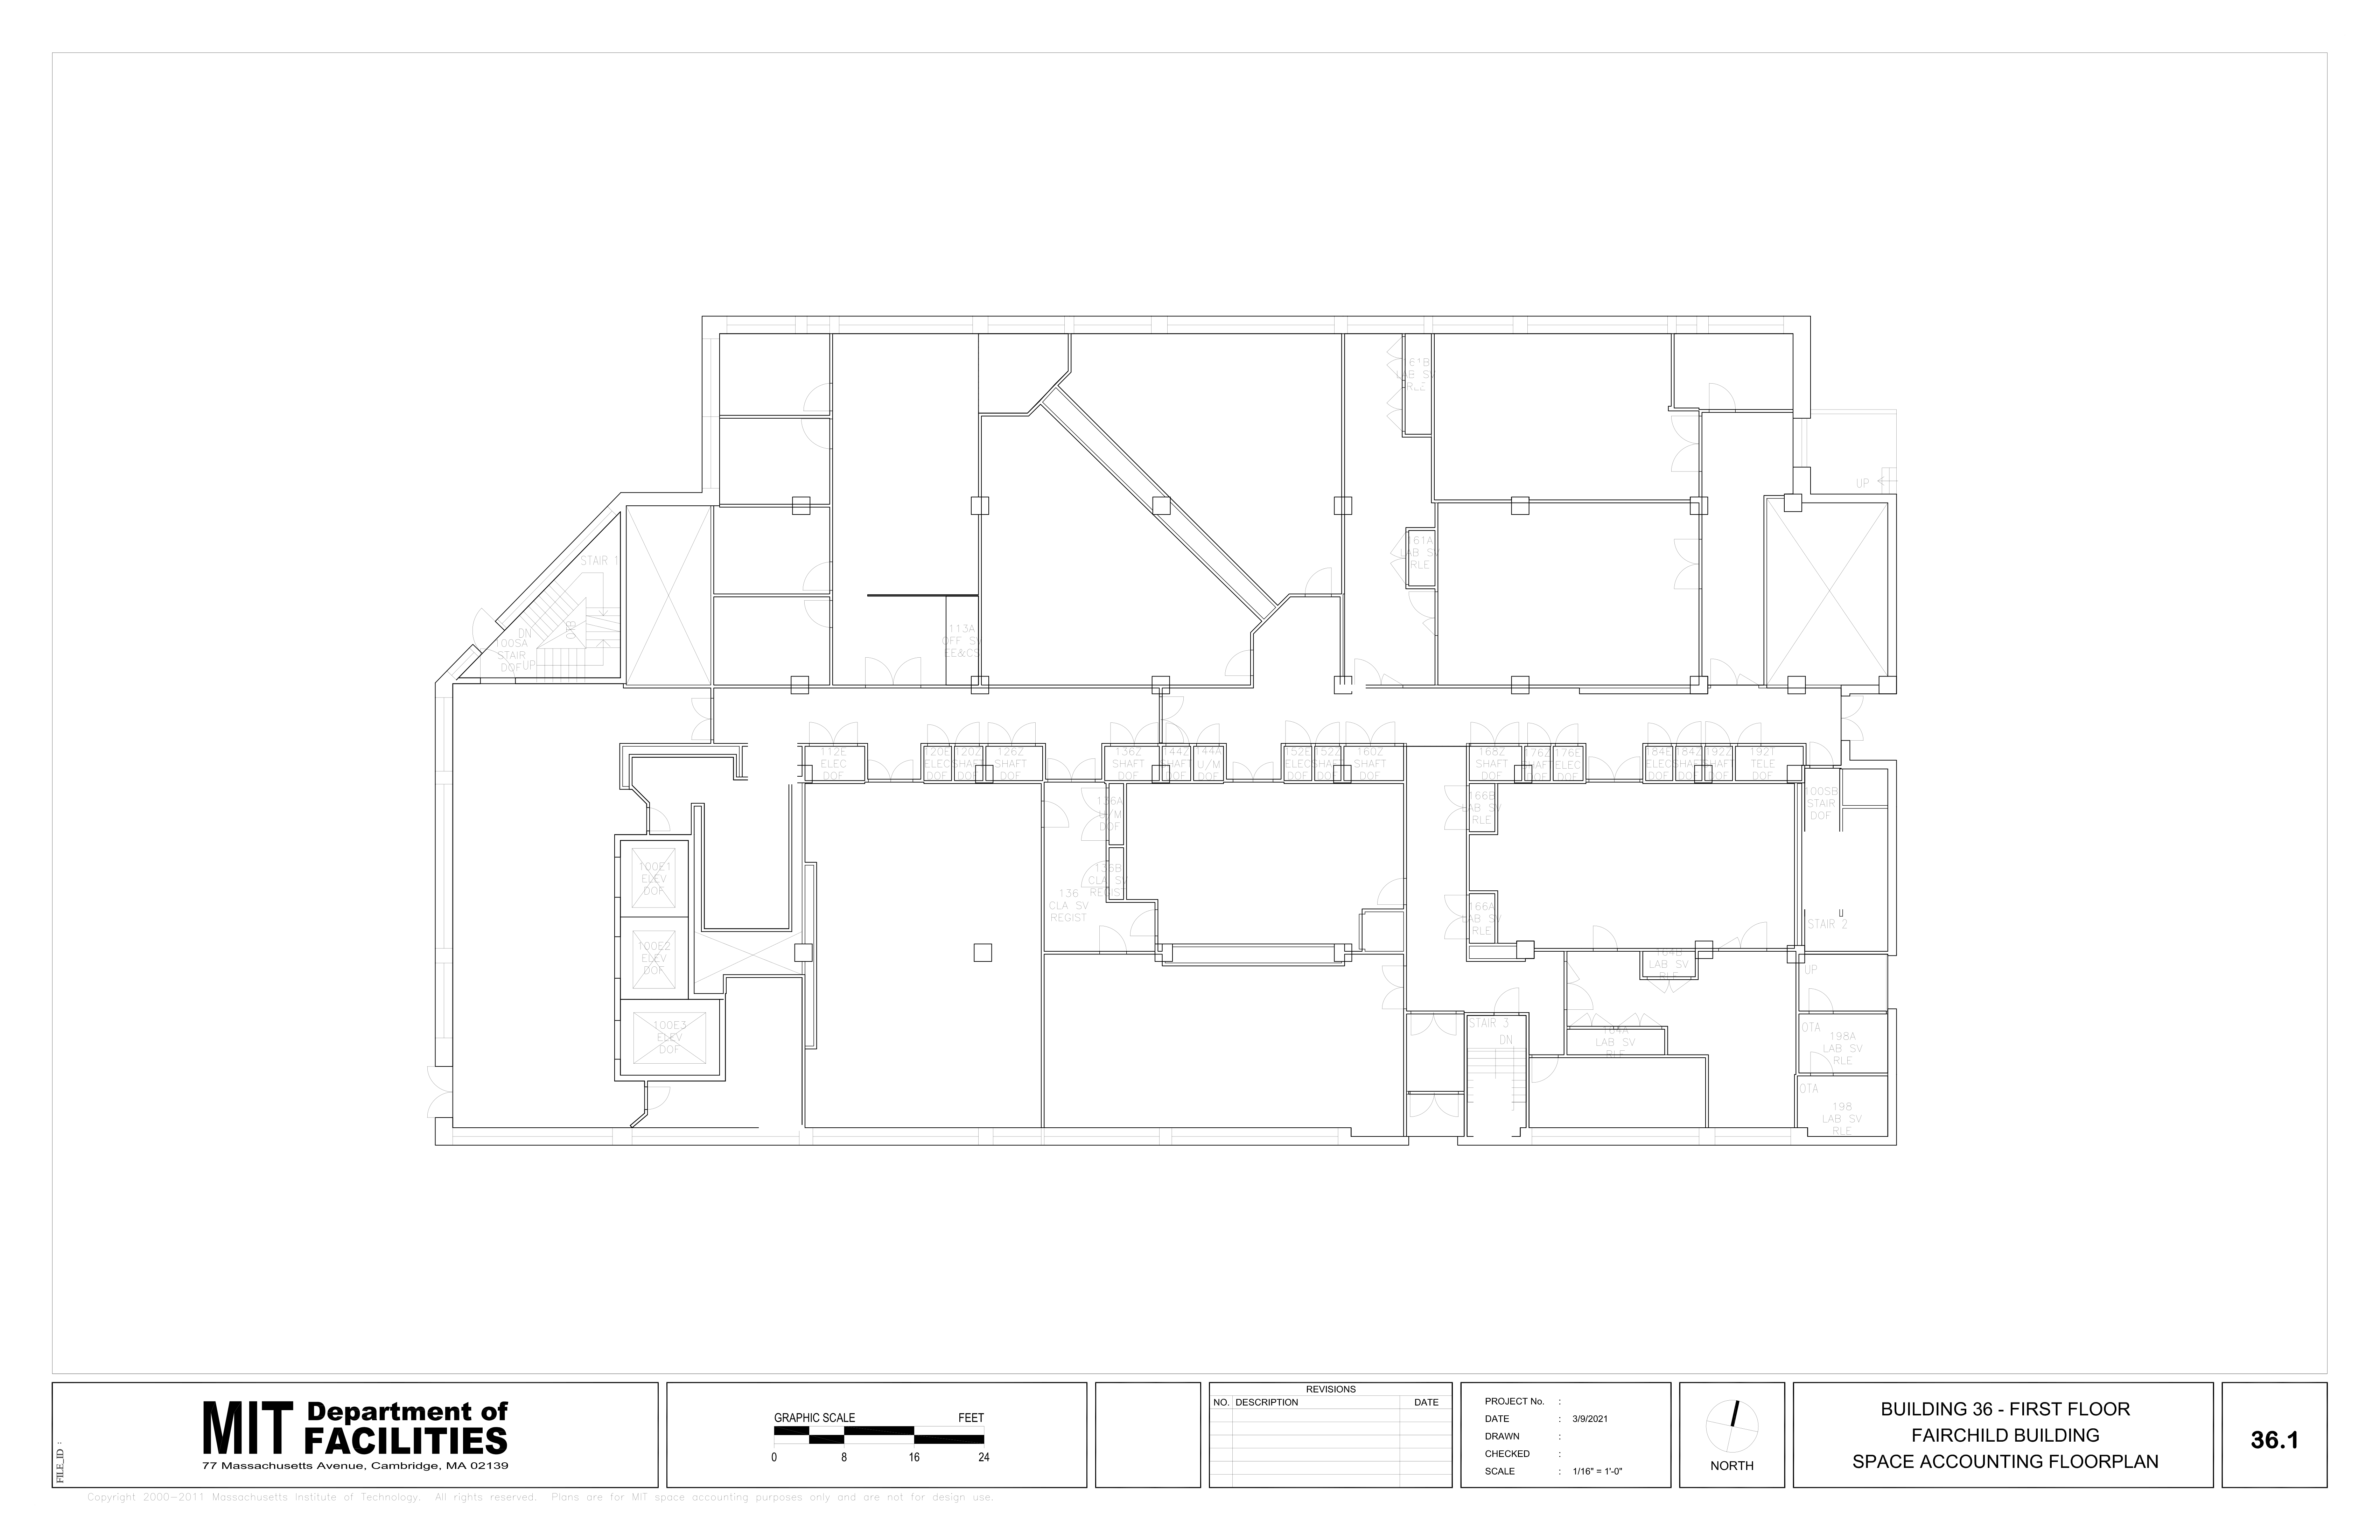 161B
LAB SV
RLE
UP
STAIR 1
161A
LAB SV
RLE
DN
100SA
STAIR
DOF
UP
113A
OFF SV
EE&CS
112E
ELEC
DOF
120E
ELEC
DOF
120Z
SHAFT
DOF
126Z
SHAFT
DOF
136Z
SHAFT
DOF
144Z
SHAFT
DOF
144A
U/M
DOF
152E
ELEC
DOF
152Z
SHAFT
DOF
160Z
SHAFT
DOF
168Z
SHAFT
DOF
176Z
SHAFT
DOF
176E
ELEC
DOF
184E
ELEC
DOF
184Z
SHAFT
DOF
192Z
SHAFT
DOF
192T
TELE
DOF
U/M
DOF
166B
LAB SV
RLE
100SB
STAIR
DOF
100E1
ELEV
DOF
136B
CLA SV
REGIST
136
CLA SV
REGIST
166A
LAB SV
RLE
STAIR 2
100E2
ELEV
DOF
164B
LAB SV
RLE
UP
100E3
ELEV
DOF
STAIR 3
DN
164A
LAB SV
RLE
OTA
198A
LAB SV
RLE
OTA
198
LAB SV
RLE
FILE_ID :
MIT Department of
FACILITIES
77 Massachusetts Avenue, Cambridge, MA 02139
GRAPHIC SCALE FEET
0 8 16 24
REVISIONS
NO. DESCRIPTION DATE
PROJECT No. :
DATE : 3/9/2021
DRAWN :
CHECKED :
SCALE : 1/16" = 1'-0"
NORTH
BUILDING 36 - FIRST FLOOR
FAIRCHILD BUILDING
SPACE ACCOUNTING FLOORPLAN
36.1
Copyright 2000-2011 Massachusetts Institute of Technology. All rights reserved. Plans are for MIT space accounting purposes only and are not for design use.